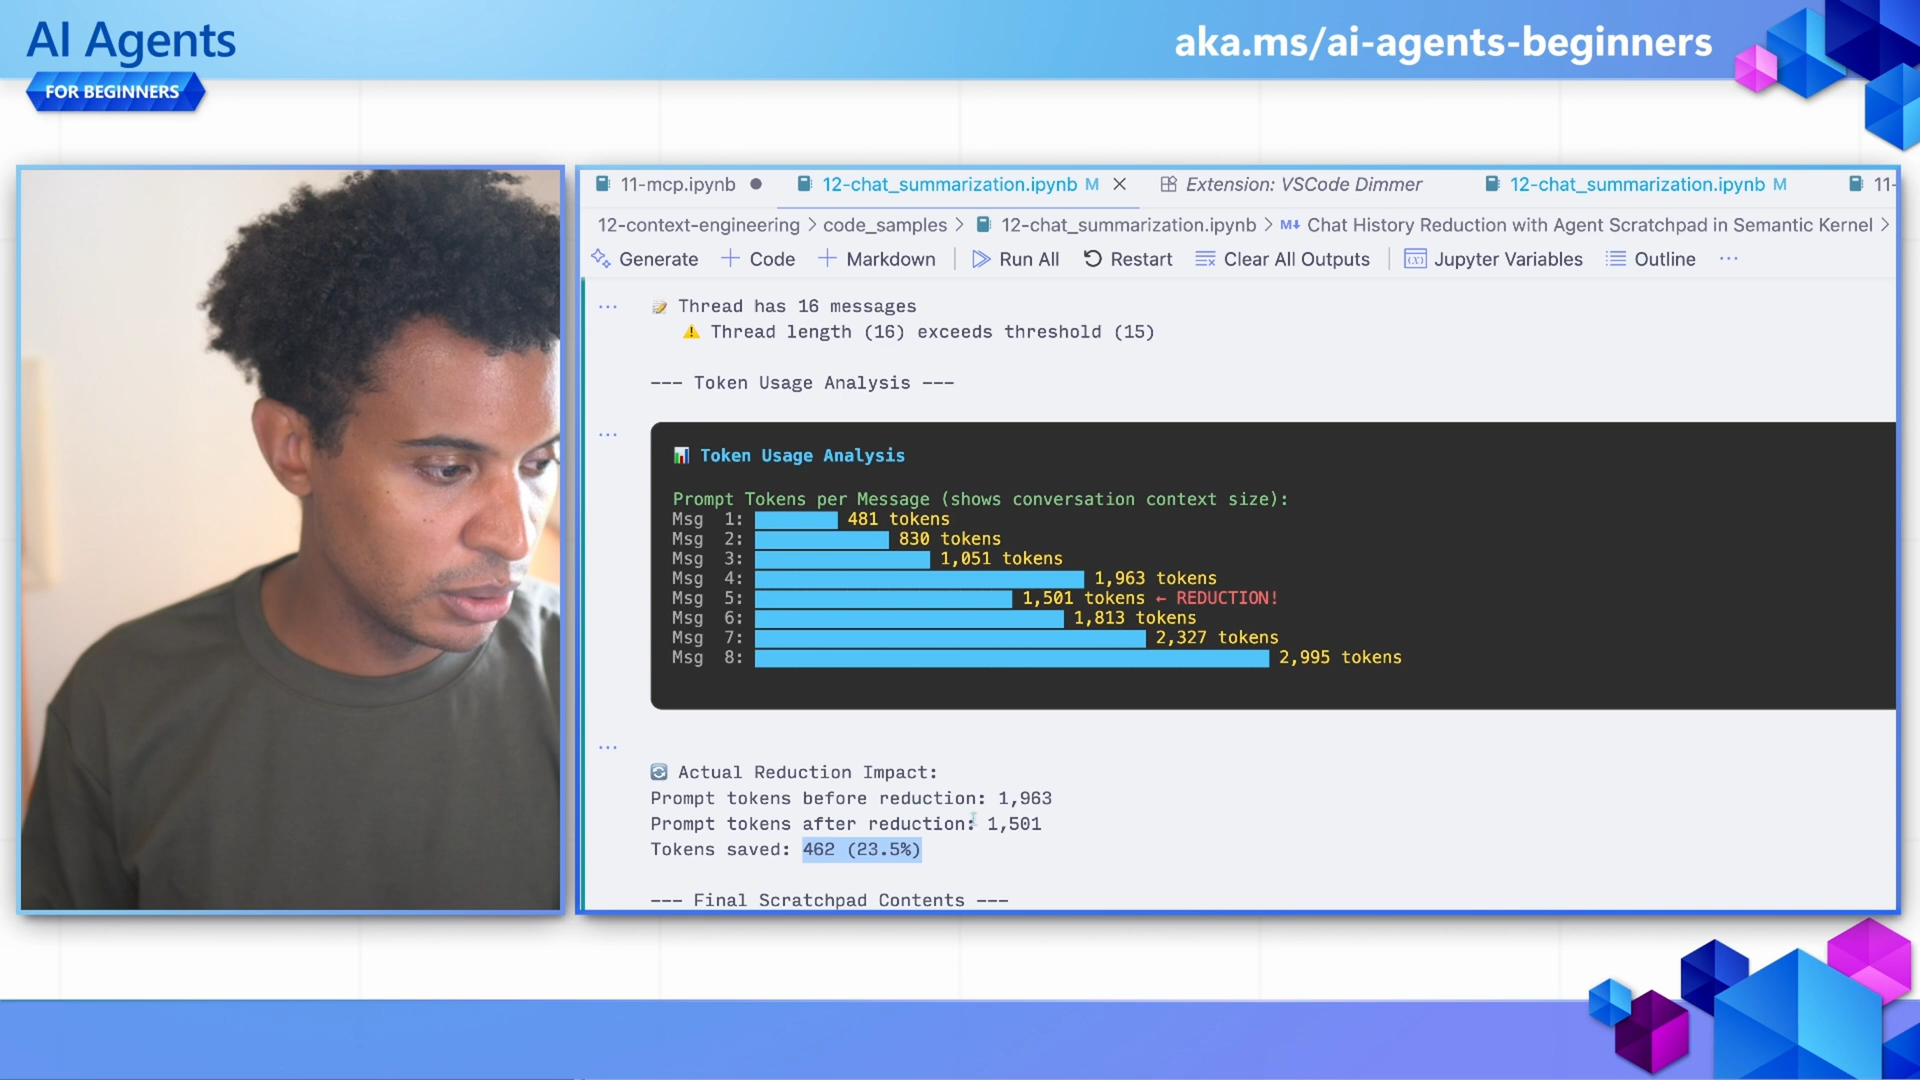 AI Agents
FOR BEGINNERS
aka.ms/ai-agents-beginners
11-mcp.ipynb
12-chat_summarization.ipynb M
Extension: VSCode Dimmer
12-chat_summarization.ipynb M
11-
12-context-engineering > code_samples > 12-chat_summarization.ipynb > M↓ Chat History Reduction with Agent Scratchpad in Semantic Kernel >
Generate + Code + Markdown | Run All Restart Clear All Outputs | Jupyter Variables Outline ...
... Thread has 16 messages
Thread length (16) exceeds threshold (15)
--- Token Usage Analysis ---
...
Token Usage Analysis
Prompt Tokens per Message (shows conversation context size):
Msg 1: 481 tokens
Msg 2: 830 tokens
Msg 3: 1,051 tokens
Msg 4: 1,963 tokens
Msg 5: 1,501 tokens ← REDUCTION!
Msg 6: 1,813 tokens
Msg 7: 2,327 tokens
Msg 8: 2,995 tokens
...
Actual Reduction Impact:
Prompt tokens before reduction: 1,963
Prompt tokens after reduction: 1,501
Tokens saved: 462 (23.5%)
--- Final Scratchpad Contents ---